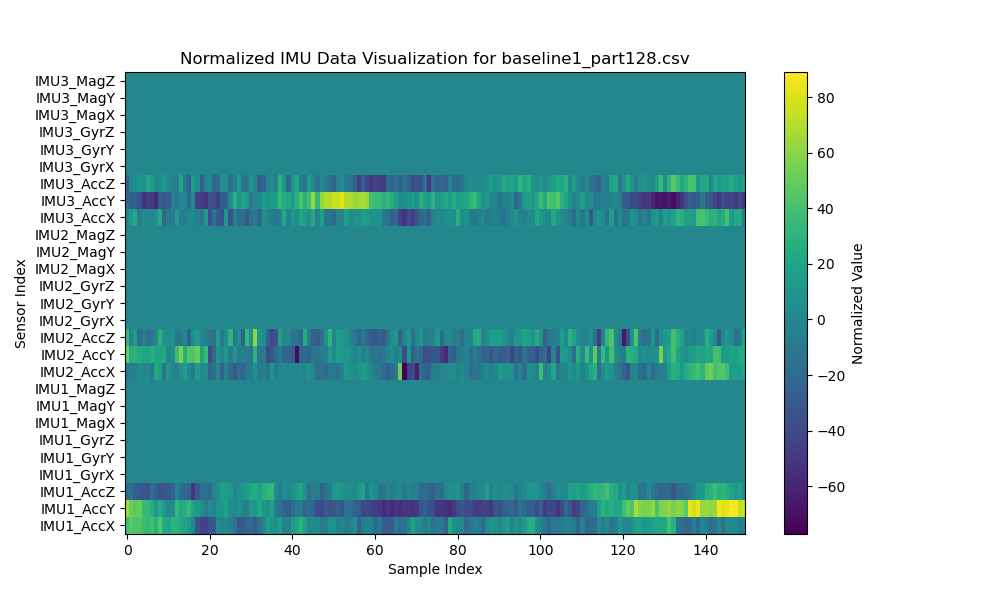 Normalized IMU Data Visualization for baseline1_part128.csv
IMU3_MagZ
IMU3_MagY
IMU3_MagX
IMU3_GyrZ
IMU3_GyrY
IMU3_GyrX
IMU3_AccZ
IMU3_AccY
IMU3_AccX
IMU2_MagZ
IMU2_MagY
IMU2_MagX
IMU2_GyrZ
IMU2_GyrY
IMU2_GyrX
IMU2_AccZ
IMU2_AccY
IMU2_AccX
IMU1_MagZ
IMU1_MagY
IMU1_MagX
IMU1_GyrZ
IMU1_GyrY
IMU1_GyrX
IMU1_AccZ
IMU1_AccY
IMU1_AccX
Sensor Index
0 20 40 60 80 100 120 140
Sample Index
80
60
40
20
0
−20
−40
−60
Normalized Value